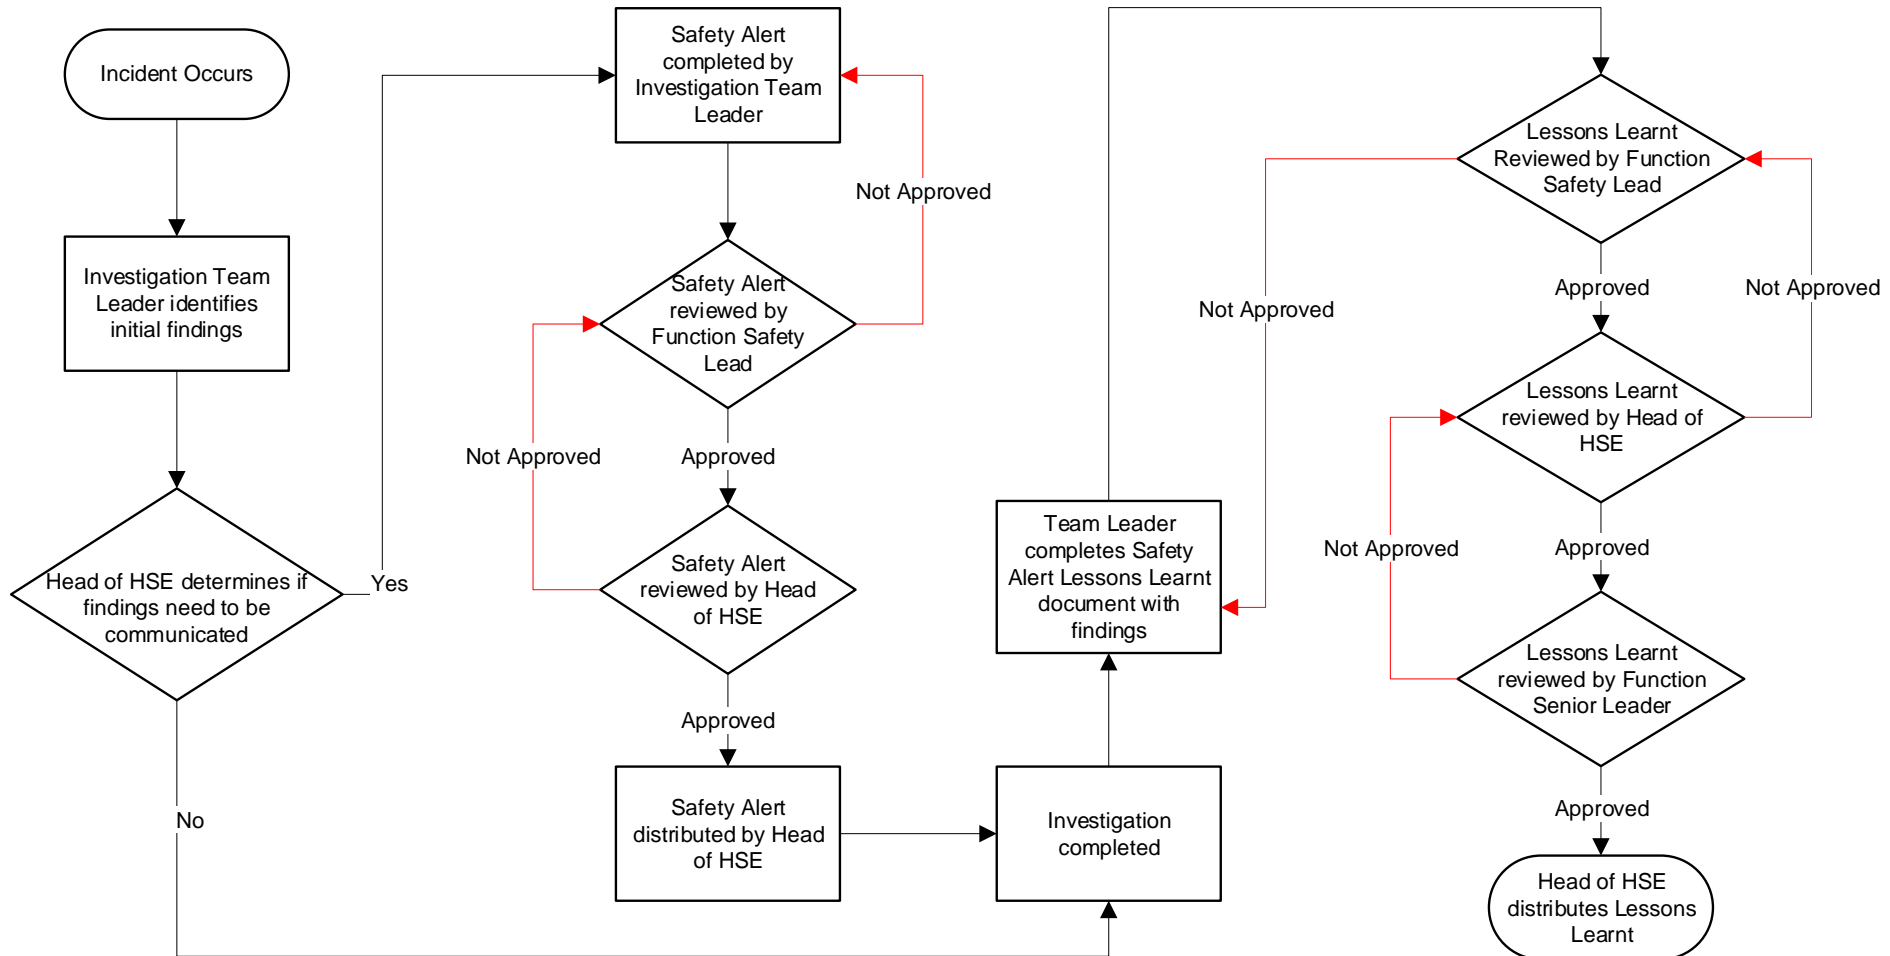 Incident Occurs
Investigation Team
Leader identifies
initial findings
Head of HSE determines if
findings need to be
communicated
Yes
No
Safety Alert
completed by
Investigation Team
Leader
Not Approved
Safety Alert
reviewed by
Function Safety
Lead
Not Approved
Approved
Safety Alert
reviewed by Head
of HSE
Approved
Safety Alert
distributed by Head
of HSE
Investigation
completed
Team Leader
completes Safety
Alert Lessons Learnt
document with
findings
Lessons Learnt
Reviewed by Function
Safety Lead
Not Approved
Approved
Not Approved
Lessons Learnt
reviewed by Head of
HSE
Not Approved
Approved
Lessons Learnt
reviewed by Function
Senior Leader
Approved
Head of HSE
distributes Lessons
Learnt